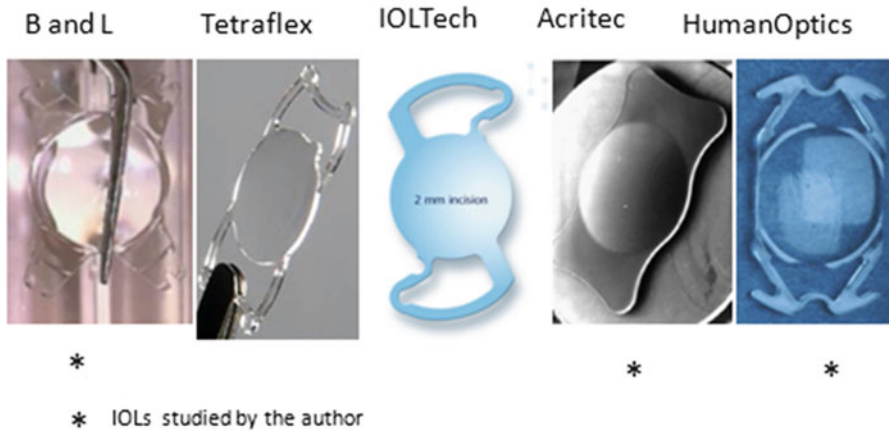 B and L
Tetraflex
IOLTech
Acritec
HumanOptics
2 mm incision
*
*
*
* IOLs studied by the author